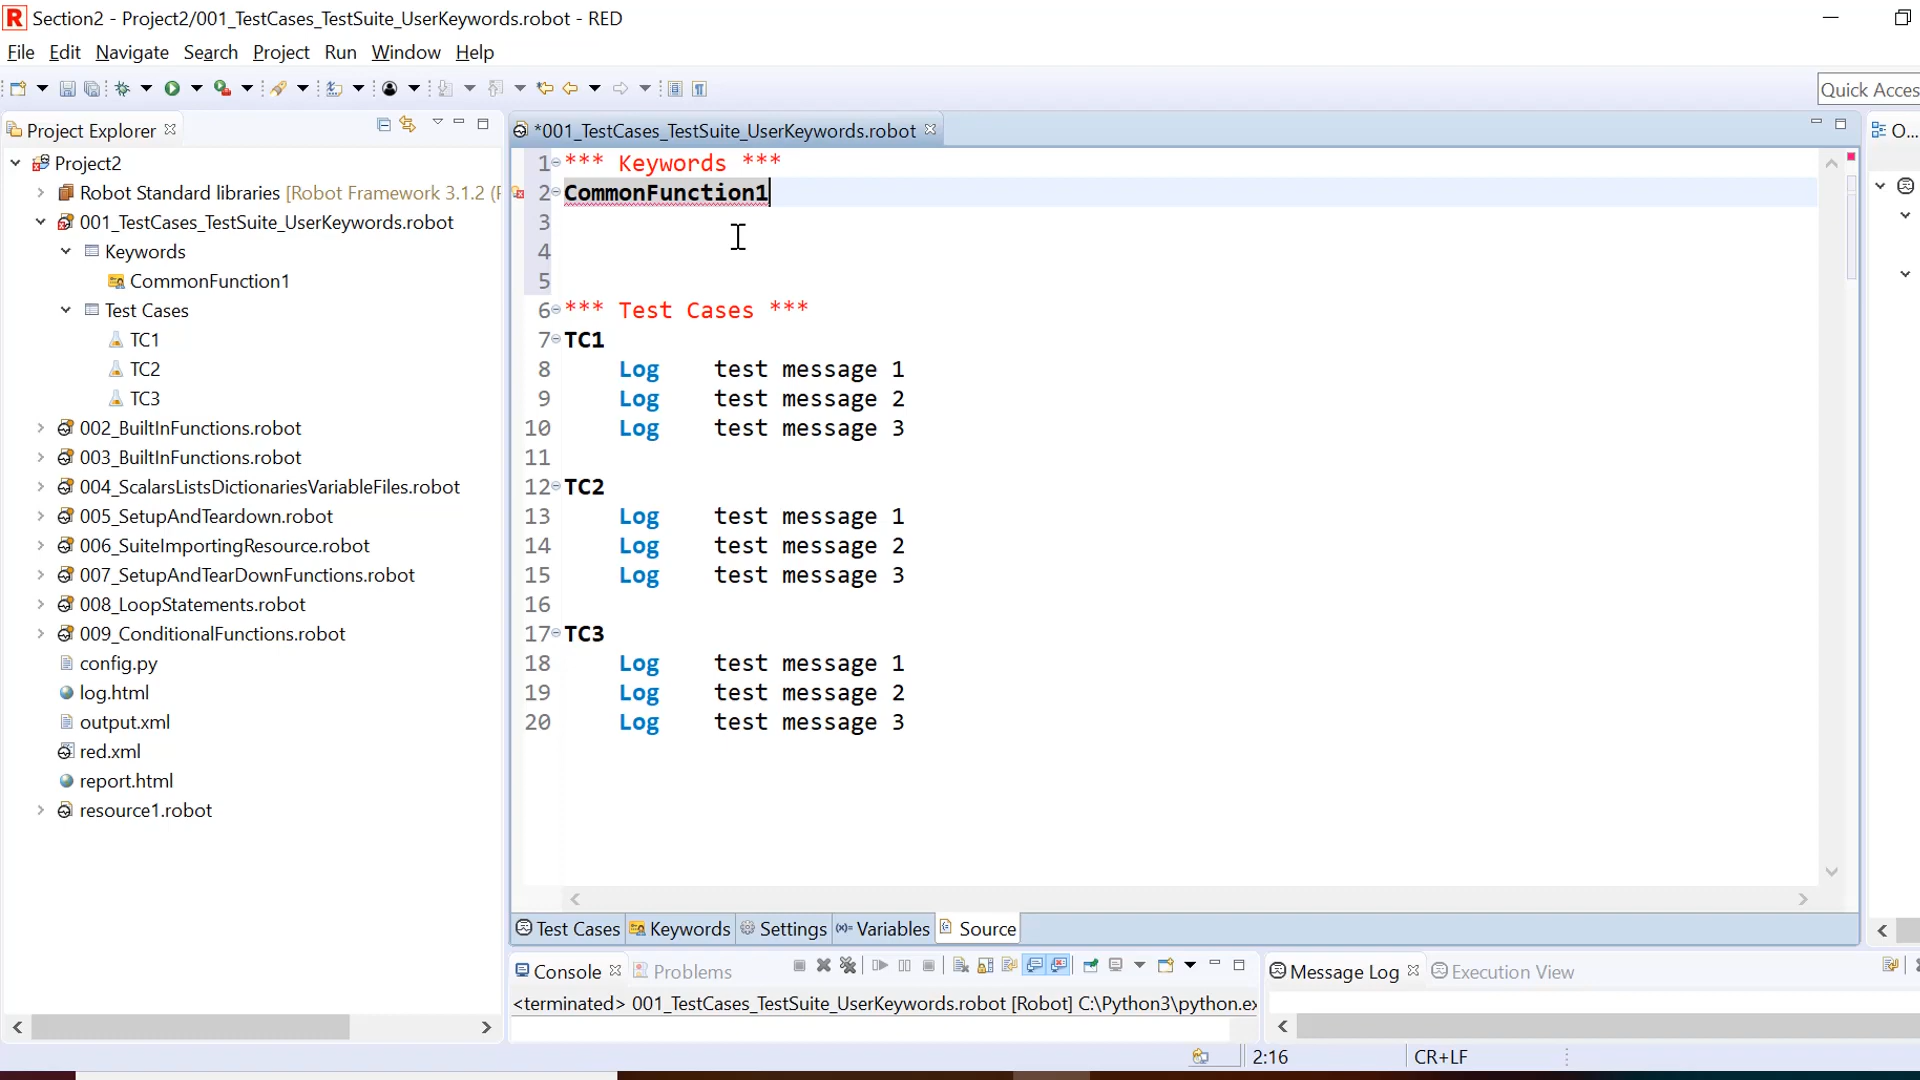 Section2 - Project2/001_TestCases_TestSuite_UserKeywords.robot - RED
File Edit Navigate Search Project Run Window Help
Quick Acces
Project Explorer
*001_TestCases_TestSuite_UserKeywords.robot
O...
Project2
Robot Standard libraries [Robot Framework 3.1.2 (F
001_TestCases_TestSuite_UserKeywords.robot
Keywords
CommonFunction1
Test Cases
TC1
TC2
TC3
002_BuiltInFunctions.robot
003_BuiltInFunctions.robot
004_ScalarsListsDictionariesVariableFiles.robot
005_SetupAndTeardown.robot
006_SuiteImportingResource.robot
007_SetupAndTearDownFunctions.robot
008_LoopStatements.robot
009_ConditionalFunctions.robot
config.py
log.html
output.xml
red.xml
report.html
resource1.robot
1 *** Keywords ***
2 CommonFunction1
3
4
5
6 *** Test Cases ***
7 TC1
8 Log test message 1
9 Log test message 2
10 Log test message 3
11
12 TC2
13 Log test message 1
14 Log test message 2
15 Log test message 3
16
17 TC3
18 Log test message 1
19 Log test message 2
20 Log test message 3
Test Cases Keywords Settings Variables Source
Console Problems
<terminated> 001_TestCases_TestSuite_UserKeywords.robot [Robot] C:\Python3\python.ex
Message Log Execution View
2:16 CR+LF